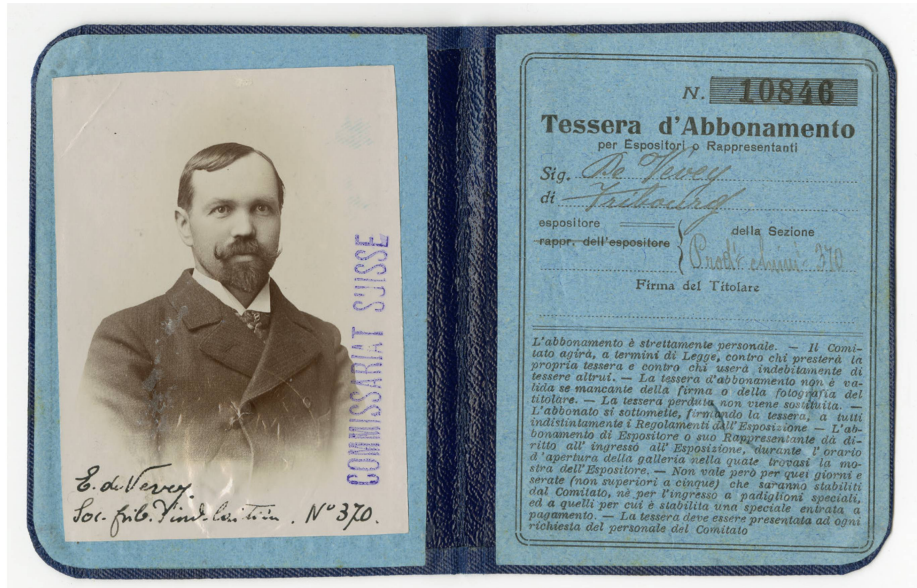 E. de Vevey
Soc. frib. d'industrie laitière. N° 370.
COMMISSARIAT SUISSE
N. 10846
Tessera d'Abbonamento
per Espositori o Rappresentanti
Sig. De Vevey
di Fribourg
espositore
rappr. dell'espositore
della Sezione
370
Firma del Titolare
L'abbonamento è strettamente personale. — Il Comi-
tato agirà, a termini di Legge, contro chi presterà la
propria tessera e contro chi userà indebitamente di
tessere altrui. — La tessera d'abbonamento non è va-
lida se mancante della firma o della fotografia del
titolare. — La tessera perduta non viene sostituita. —
L'abbonato si sottomette, firmando la tessera, a tutti
indistintamente i Regolamenti dell'Esposizione — L'ab-
bonamento di Espositore o suo Rappresentante dà di-
ritto all' ingresso all' Esposizione, durante l'orario
d'apertura della galleria nella quate trovasi la mo-
stra dell'Espositore. — Non vale però per quei giorni e
serate (non superiori a cinque) che saranno stabiliti
dal Comitato, nè per l'ingresso a padiglioni speciali,
ed a quelli per cui è stabilita una speciale entrata a
pagamento. — La tessera deve essere presentata ad ogni
richiesta del personale del Comitato